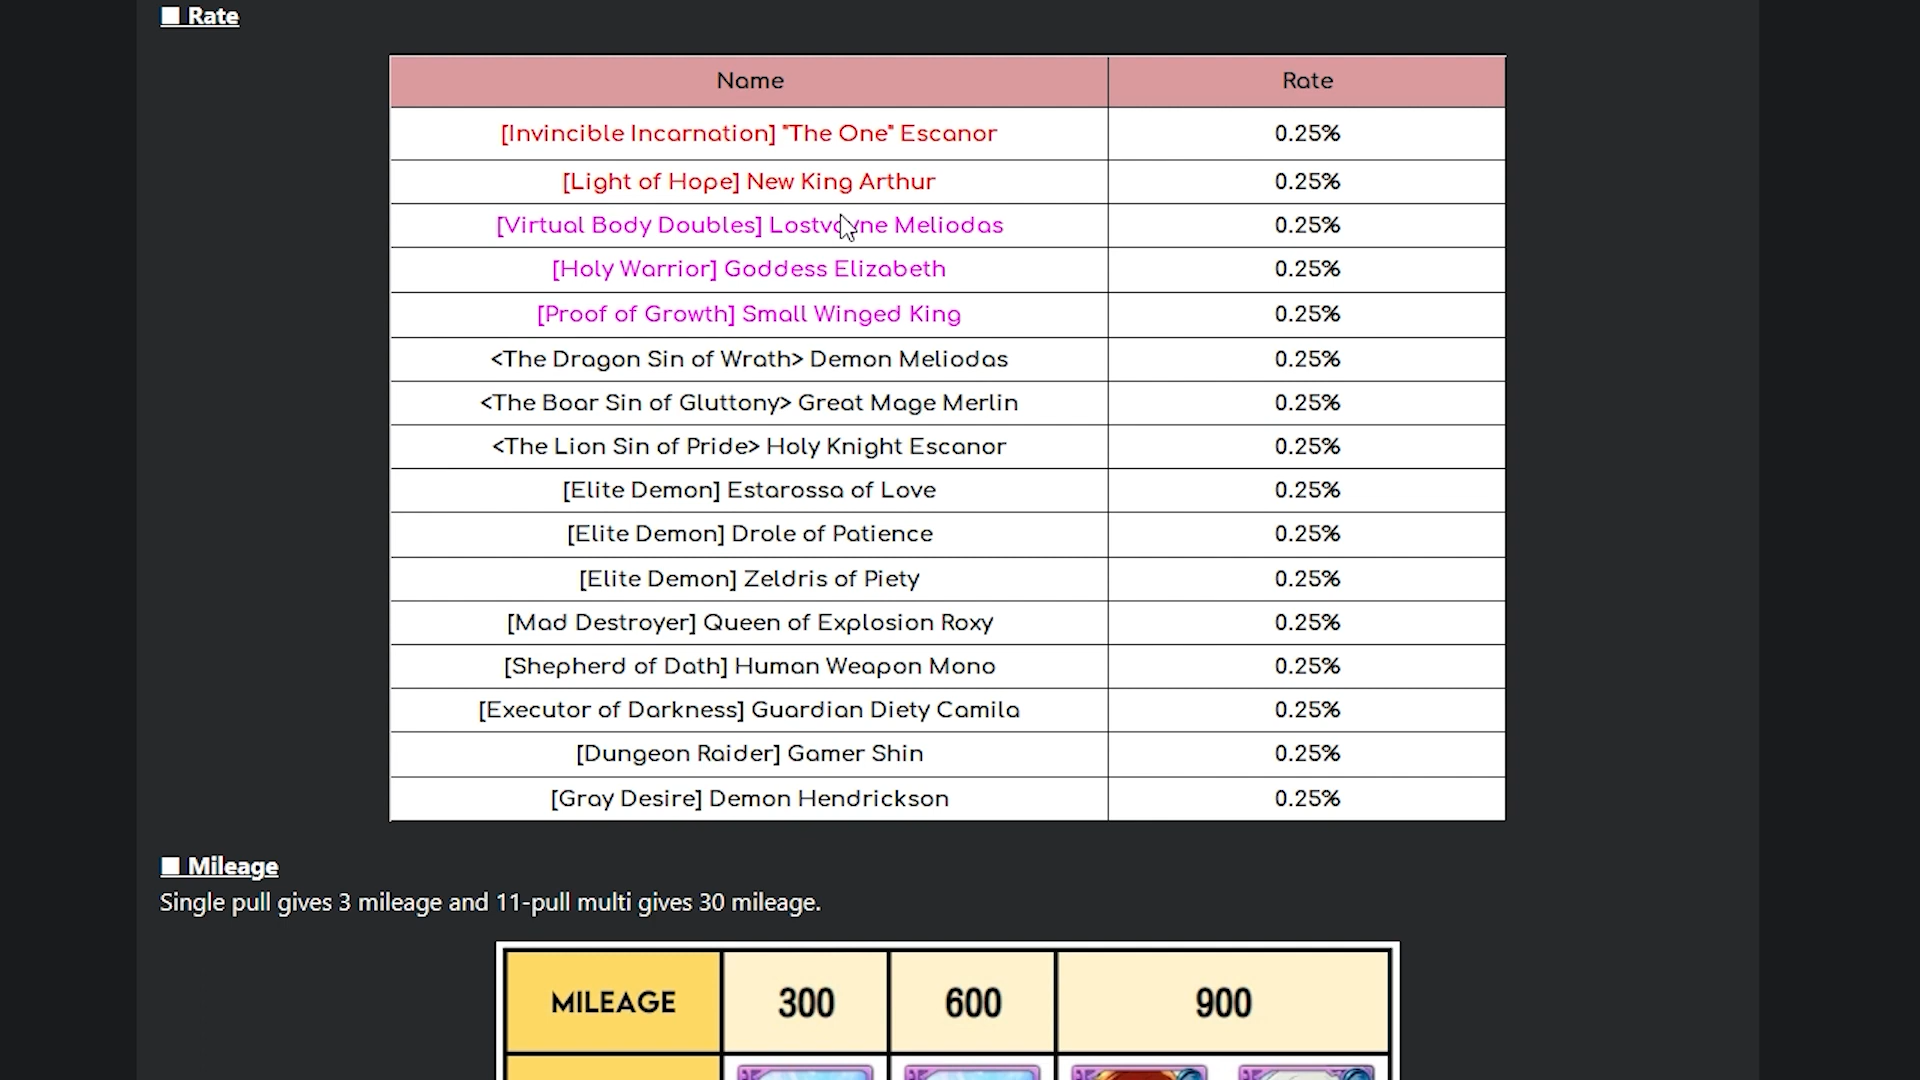 ■ Rate
Name Rate
[Invincible Incarnation] "The One" Escanor 0.25%
[Light of Hope] New King Arthur 0.25%
[Virtual Body Doubles] Lostvayne Meliodas 0.25%
[Holy Warrior] Goddess Elizabeth 0.25%
[Proof of Growth] Small Winged King 0.25%
<The Dragon Sin of Wrath> Demon Meliodas 0.25%
<The Boar Sin of Gluttony> Great Mage Merlin 0.25%
<The Lion Sin of Pride> Holy Knight Escanor 0.25%
[Elite Demon] Estarossa of Love 0.25%
[Elite Demon] Drole of Patience 0.25%
[Elite Demon] Zeldris of Piety 0.25%
[Mad Destroyer] Queen of Explosion Roxy 0.25%
[Shepherd of Dath] Human Weapon Mono 0.25%
[Executor of Darkness] Guardian Diety Camila 0.25%
[Dungeon Raider] Gamer Shin 0.25%
[Gray Desire] Demon Hendrickson 0.25%
■ Mileage
Single pull gives 3 mileage and 11-pull multi gives 30 mileage.
MILEAGE 300 600 900